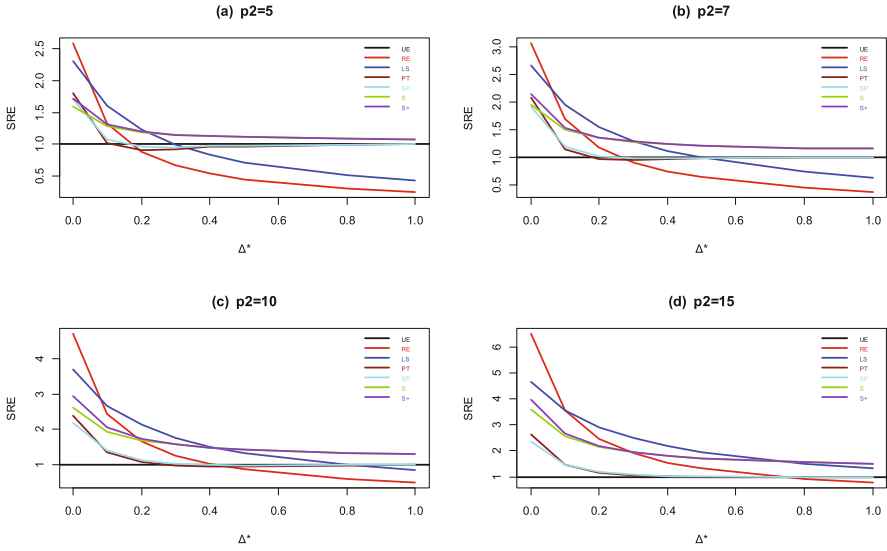 (a) p2=5
SRE
2.5
2.0
1.5
1.0
0.5
UE
RE
LS
PT
SP
S
S+
0.0 0.2 0.4 0.6 0.8 1.0
Δ*
(b) p2=7
SRE
3.0
2.5
2.0
1.5
1.0
0.5
UE
RE
LS
PT
SP
S
S+
0.0 0.2 0.4 0.6 0.8 1.0
Δ*
(c) p2=10
SRE
4
3
2
1
UE
RE
LS
PT
SP
S
S+
0.0 0.2 0.4 0.6 0.8 1.0
Δ*
(d) p2=15
SRE
6
5
4
3
2
1
UE
RE
LS
PT
SP
S
S+
0.0 0.2 0.4 0.6 0.8 1.0
Δ*